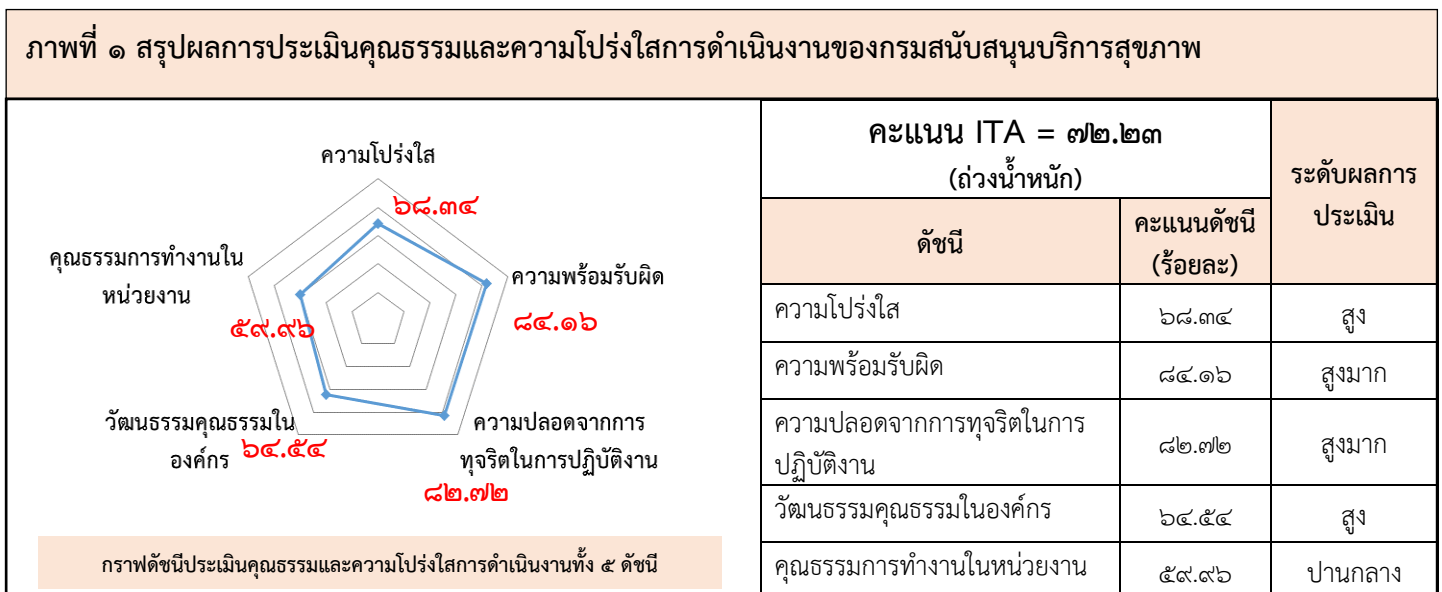 ภาพที่ ๑ สรุปผลการประเมินคุณธรรมและความโปร่งใสการดำเนินงานของกรมสนับสนุนบริการสุขภาพ
ความโปร่งใส
๖๘.๓๔
ความพร้อมรับผิด
๘๔.๑๖
ความปลอดจากการ
ทุจริตในการปฏิบัติงาน
๘๒.๗๒
วัฒนธรรมคุณธรรมใน
องค์กร
๖๔.๕๔
คุณธรรมการทำงานใน
หน่วยงาน
๕๙.๙๖
กราฟดัชนีประเมินคุณธรรมและความโปร่งใสการดำเนินงานทั้ง ๕ ดัชนี
คะแนน ITA = ๗๒.๒๓
(ถ่วงน้ำหนัก)
ระดับผลการ
ประเมิน
ดัชนี
คะแนนดัชนี
(ร้อยละ)
ความโปร่งใส ๖๘.๓๔ สูง
ความพร้อมรับผิด ๘๔.๑๖ สูงมาก
ความปลอดจากการทุจริตในการ
ปฏิบัติงาน ๘๒.๗๒ สูงมาก
วัฒนธรรมคุณธรรมในองค์กร ๖๔.๕๔ สูง
คุณธรรมการทำงานในหน่วยงาน ๕๙.๙๖ ปานกลาง